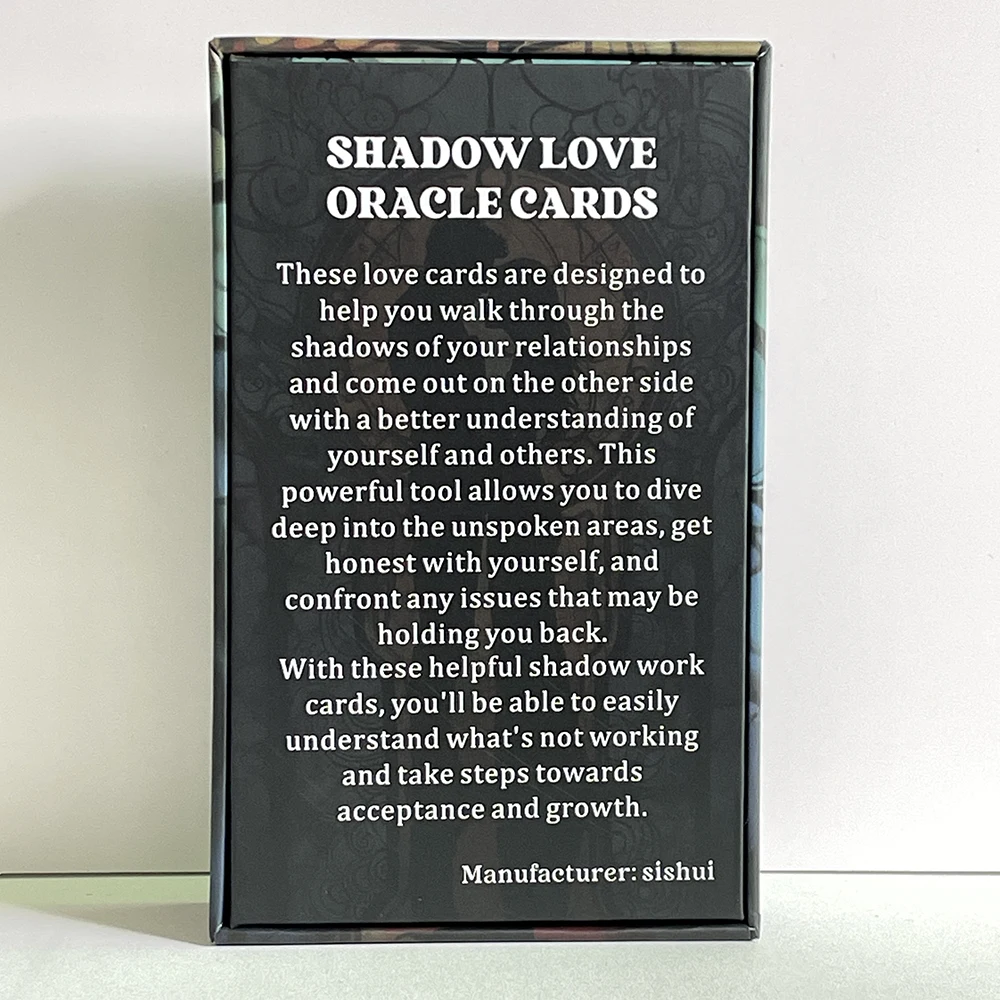 SHADOW LOVE
ORACLE CARDS
These love cards are designed to
help you walk through the
shadows of your relationships
and come out on the other side
with a better understanding of
yourself and others. This
powerful tool allows you to dive
deep into the unspoken areas, get
honest with yourself, and
confront any issues that may be
holding you back.
With these helpful shadow work
cards, you'll be able to easily
understand what's not working
and take steps towards
acceptance and growth.
Manufacturer: sishui